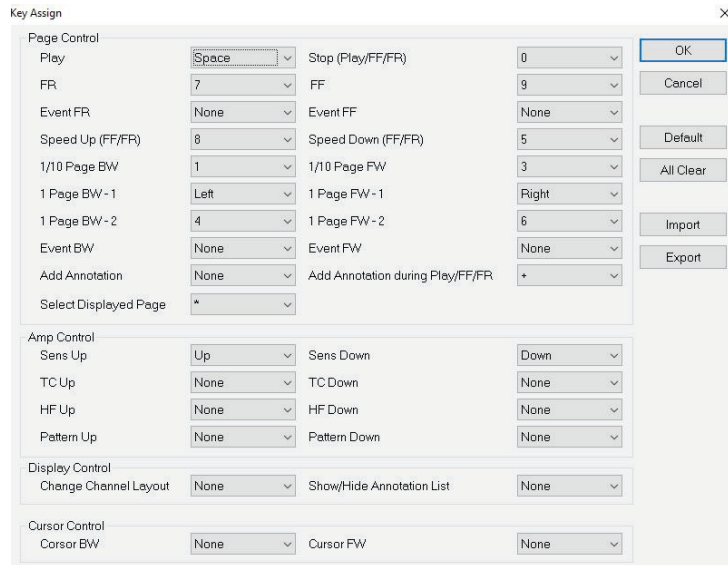 Key Assign
Page Control
Play Space Stop (Play/FF/FR) 0
FR 7 FF 9
Event FR None Event FF None
Speed Up (FF/FR) 8 Speed Down (FF/FR) 5
1/10 Page BW 1 1/10 Page FW 3
1 Page BW - 1 Left 1 Page FW - 1 Right
1 Page BW - 2 4 1 Page FW - 2 6
Event BW None Event FW None
Add Annotation None Add Annotation during Play/FF/FR +
Select Displayed Page *
Amp Control
Sens Up Up Sens Down Down
TC Up None TC Down None
HF Up None HF Down None
Pattern Up None Pattern Down None
Display Control
Change Channel Layout None Show/Hide Annotation List None
Cursor Control
Corsor BW None Cursor FW None
OK
Cancel
Default
All Clear
Import
Export